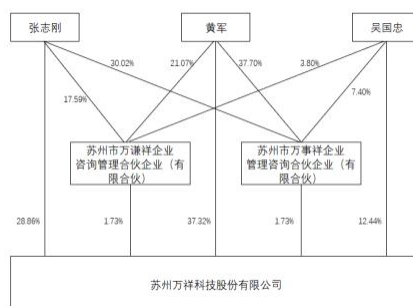 张志刚
黄军
吴国忠
30.02%
21.07%
37.70%
3.80%
17.59%
7.40%
苏州市万谦祥企业
咨询管理合伙企业（有
限合伙）
苏州市万事祥企业
管理咨询合伙企业（有
限合伙）
28.86%
1.73%
37.32%
1.73%
12.44%
苏州万祥科技股份有限公司